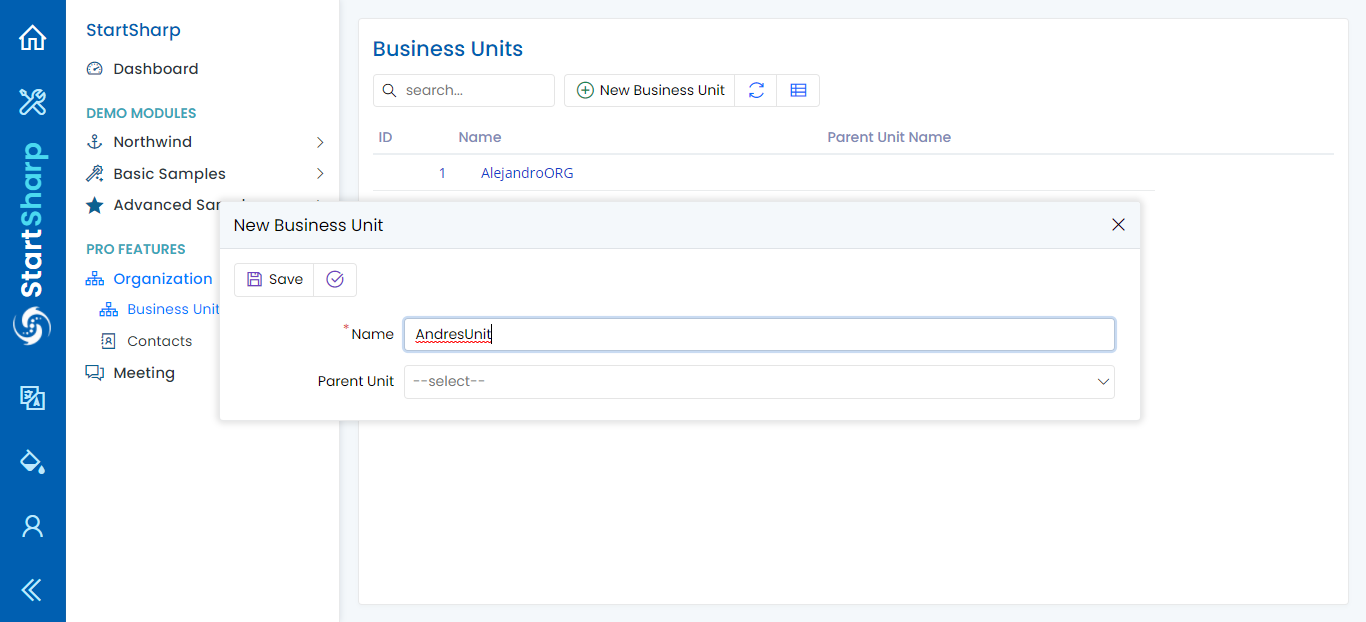 StartSharp
StartSharp
Dashboard
DEMO MODULES
Northwind
Basic Samples
Advanced Sam
PRO FEATURES
Organization
Business Unit
Contacts
Meeting
Business Units
search...
New Business Unit
ID Name Parent Unit Name
1 AlejandroORG
New Business Unit
Save
*Name AndresUnit
Parent Unit --select--